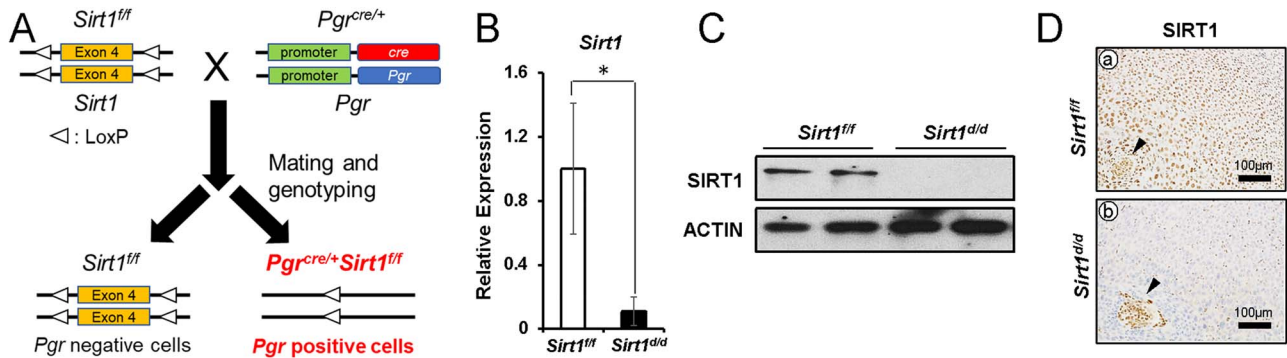 A
Sirt1f/f
Exon 4
Exon 4
Sirt1
: LoxP
X
Pgrcre/+
promoter
cre
promoter
Pgr
Pgr
Mating and
genotyping
Sirt1f/f
Exon 4
Exon 4
Pgr negative cells
Pgrcre/+Sirt1f/f
Pgr positive cells
B
Sirt1
Relative Expression
1.6
1.2
0.8
0.4
0
*
Sirt1f/f
Sirt1d/d
C
Sirt1f/f
Sirt1d/d
SIRT1
ACTIN
D
SIRT1
Sirt1f/f
a
100µm
Sirt1d/d
b
100µm